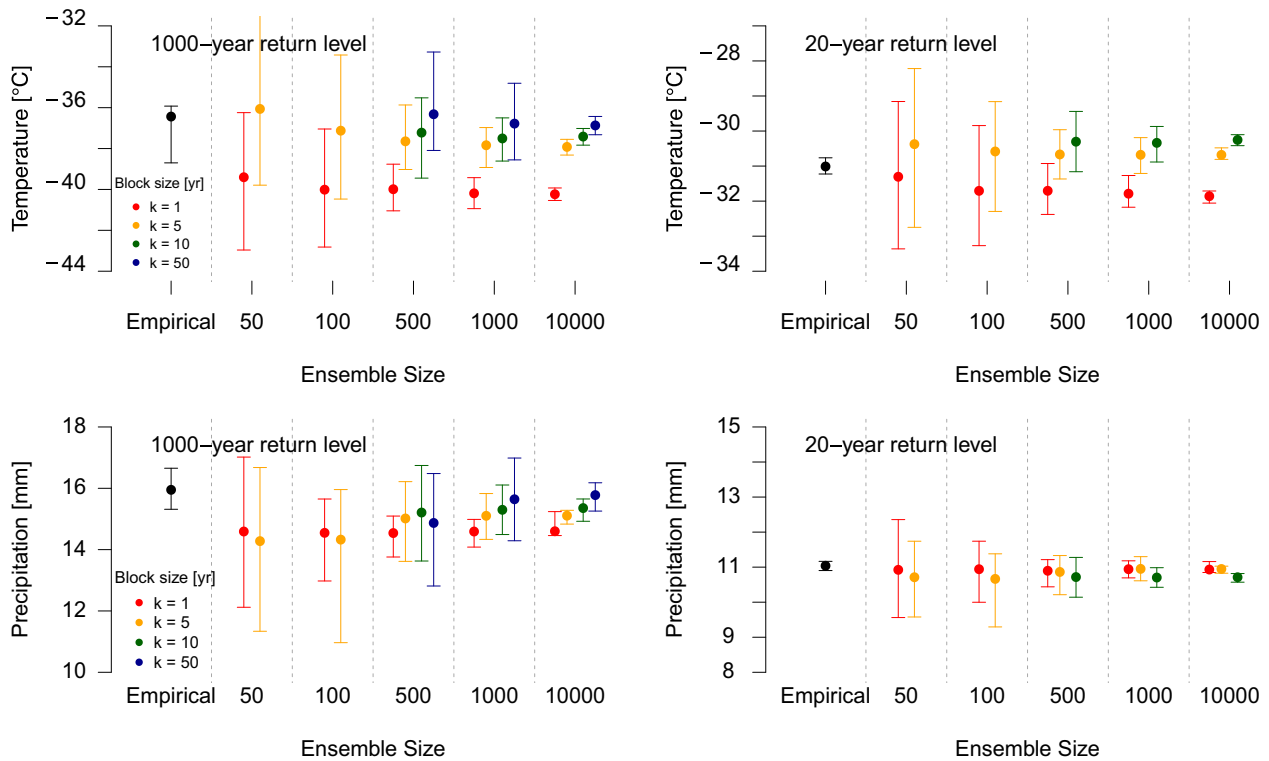 1000–year return level
Temperature [°C]
−32
−36
−40
−44
Block size [yr]
k = 1
k = 5
k = 10
k = 50
Empirical 50 100 500 1000 10000
Ensemble Size
20–year return level
Temperature [°C]
−28
−30
−32
−34
Empirical 50 100 500 1000 10000
Ensemble Size
1000–year return level
Precipitation [mm]
18
16
14
12
10
Block size [yr]
k = 1
k = 5
k = 10
k = 50
Empirical 50 100 500 1000 10000
Ensemble Size
20–year return level
Precipitation [mm]
15
13
11
9
8
Empirical 50 100 500 1000 10000
Ensemble Size